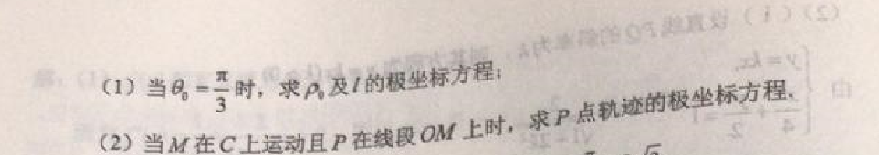 (1) 当θ₀=π/3时，求ρ₀及l的极坐标方程;
(2) 当M在C上运动且P在线段OM上时，求P点轨迹的极坐标方程.